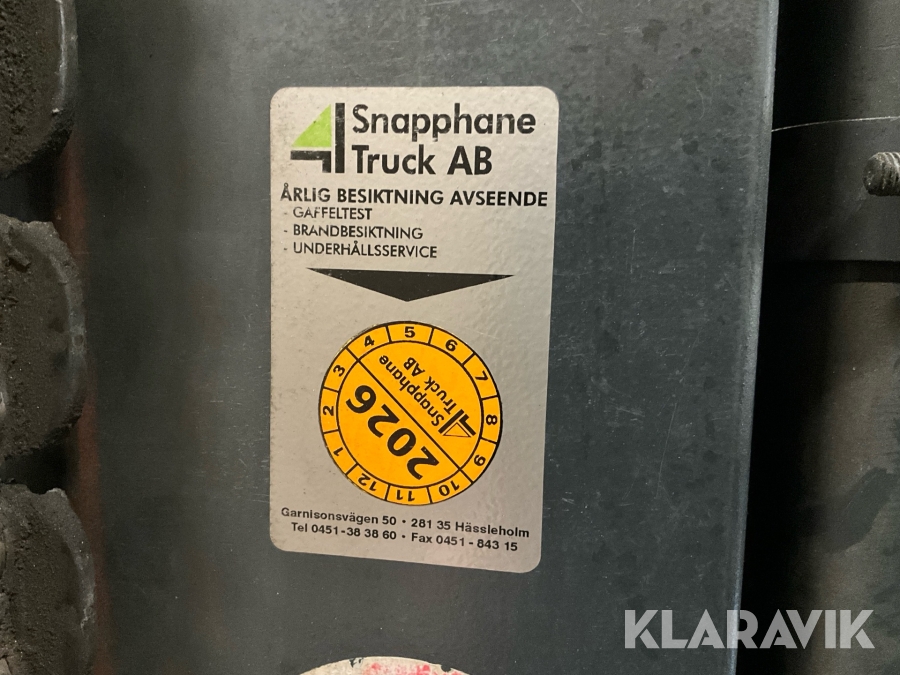 Snapphane
Truck AB
ÅRLIG BESIKTNING AVSEENDE
- GAFFELTEST
- BRANDBESIKTNING
- UNDERHÅLLSSERVICE
1 2 3 4 5 6 7 8 9 10 11 12
Snapphane
Truck AB
2026
Garnisonsvägen 50 • 281 35 Hässleholm
Tel 0451-38 38 60 • Fax 0451 - 843 15
KLARAVIK